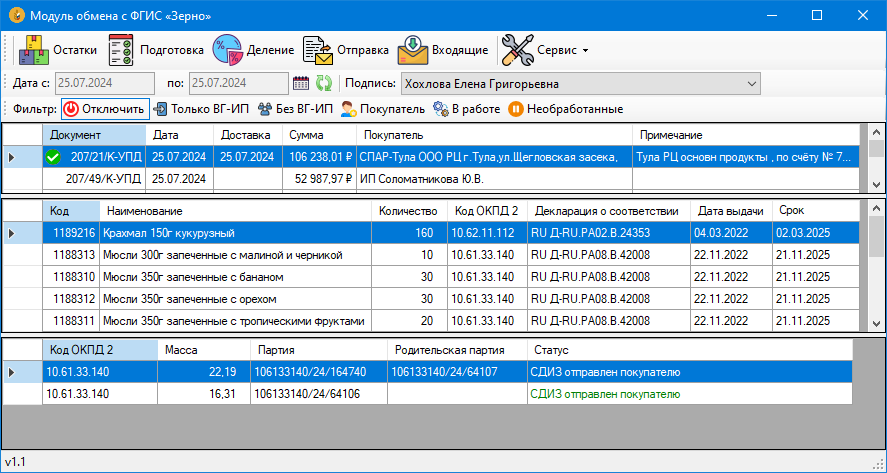 Модуль обмена с ФГИС «Зерно»
Остатки Подготовка Деление Отправка Входящие Сервис
Дата с: 25.07.2024 по: 25.07.2024 Подпись: Хохлова Елена Григорьевна
Фильтр: Отключить Только ВГ-ИП Без ВГ-ИП Покупатель В работе Необработанные
Документ Дата Доставка Сумма Покупатель Примечание
207/21/К-УПД 25.07.2024 25.07.2024 106 238,01 ₽ СПАР-Тула ООО РЦ г.Тула,ул.Щегловская засека, Тула РЦ основн продукты , по счёту № 7...
207/49/К-УПД 25.07.2024 52 987,97 ₽ ИП Соломатникова Ю.В.
Код Наименование Количество Код ОКПД 2 Декларация о соответствии Дата выдачи Срок
1189216 Крахмал 150г кукурузный 160 10.62.11.112 RU Д-RU.РА02.В.24353 04.03.2022 02.03.2025
1188313 Мюсли 300г запеченные с малиной и черникой 10 10.61.33.140 RU Д-RU.РА08.В.42008 22.11.2022 21.11.2025
1188310 Мюсли 350г запеченные с бананом 30 10.61.33.140 RU Д-RU.РА08.В.42008 22.11.2022 21.11.2025
1188312 Мюсли 350г запеченные с орехом 30 10.61.33.140 RU Д-RU.РА08.В.42008 22.11.2022 21.11.2025
1188311 Мюсли 350г запеченные с тропическими фруктами 20 10.61.33.140 RU Д-RU.РА08.В.42008 22.11.2022 21.11.2025
Код ОКПД 2 Масса Партия Родительская партия Статус
10.61.33.140 22,19 106133140/24/164740 106133140/24/64107 СДИЗ отправлен покупателю
10.61.33.140 16,31 106133140/24/64106 СДИЗ отправлен покупателю
v1.1